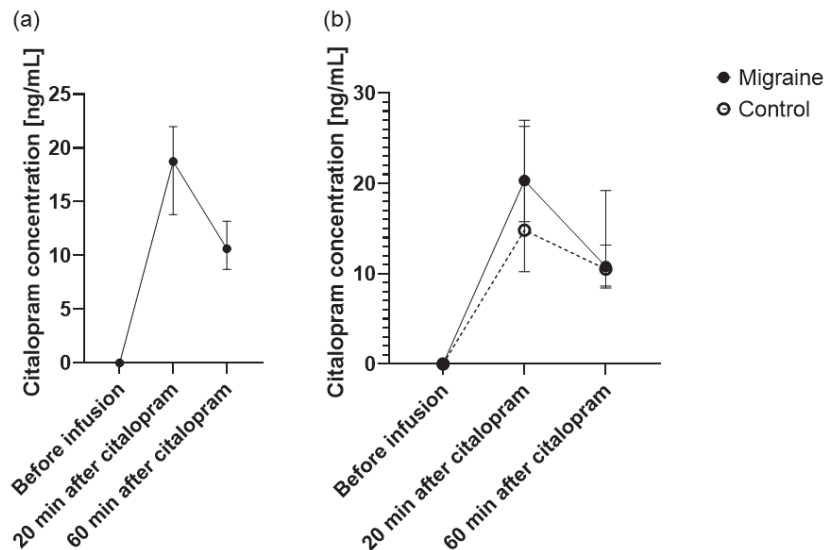 (a)
Citalopram concentration [ng/mL]
25
20
15
10
5
0
Before infusion
20 min after citalopram
60 min after citalopram
(b)
Citalopram concentration [ng/mL]
30
20
10
0
Before infusion
20 min after citalopram
60 min after citalopram
Migraine
Control